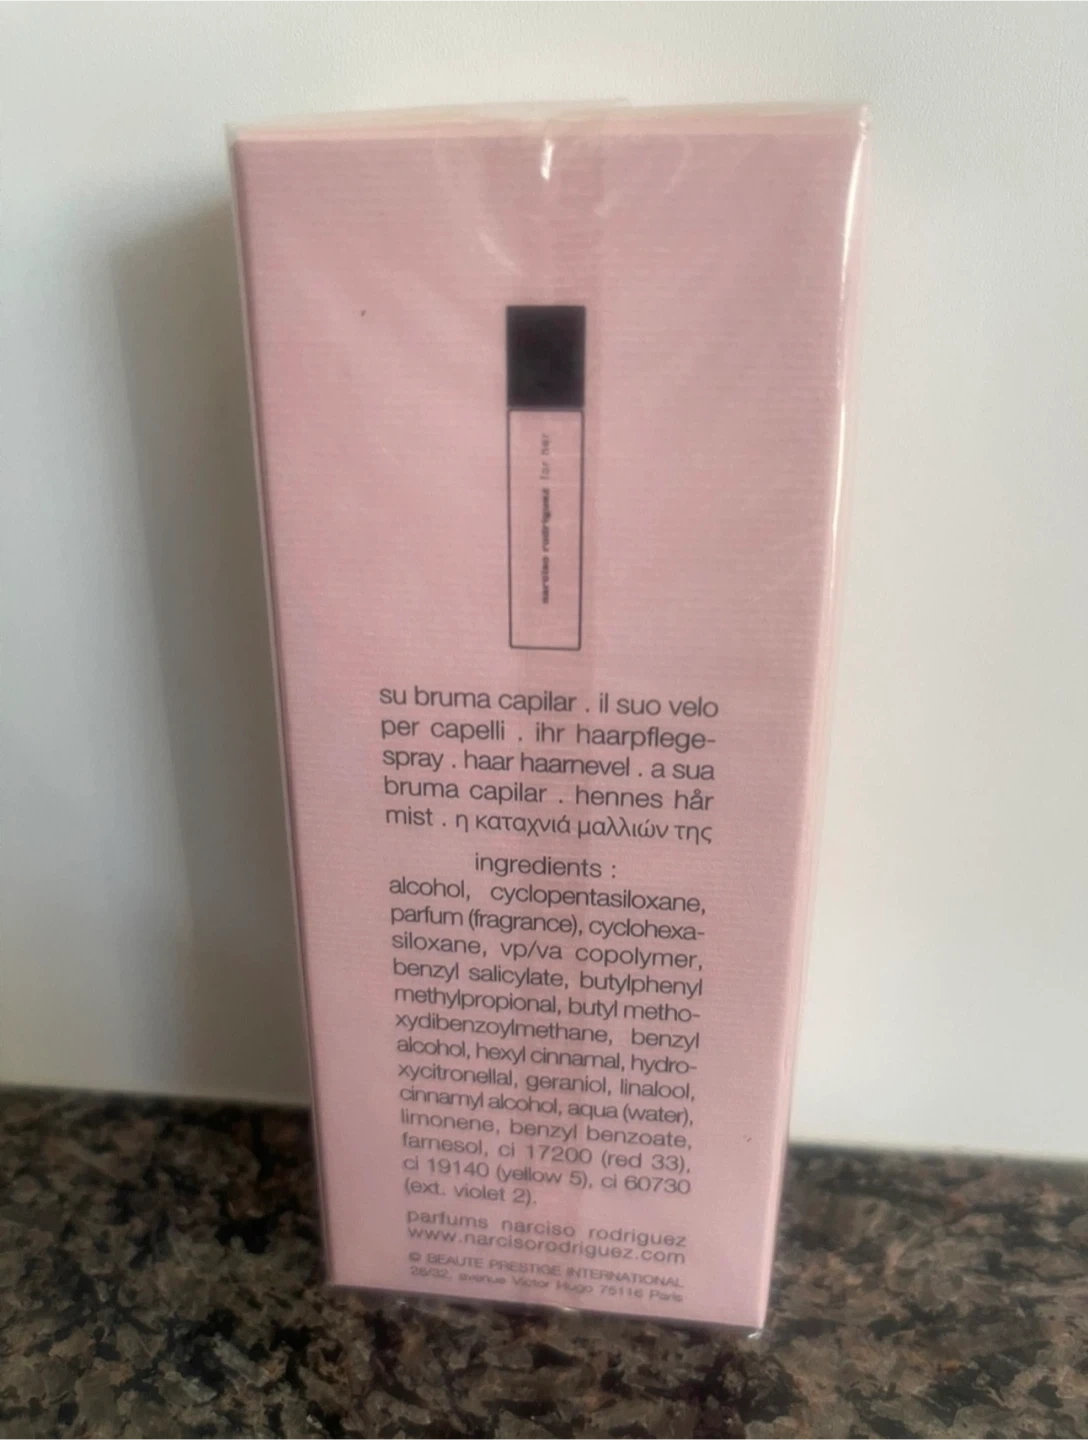 narciso rodriguez for her
su bruma capilar . il suo velo
per capelli . ihr haarpflege-
spray . haar haarnevel . a sua
bruma capilar . hennes hår
mist . η καταχνιά μαλλιών της
ingredients :
alcohol, cyclopentasiloxane,
parfum (fragrance), cyclohexa-
siloxane, vp/va copolymer,
benzyl salicylate, butylphenyl
methylpropional, butyl metho-
xydibenzoylmethane, benzyl
alcohol, hexyl cinnamal, hydro-
xycitronellal, geraniol, linalool,
cinnamyl alcohol, aqua (water),
limonene, benzyl benzoate,
farnesol, ci 17200 (red 33),
ci 19140 (yellow 5), ci 60730
(ext. violet 2).
parfums narciso rodriguez
www.narcisorodriguez.com
© BEAUTE PRESTIGE INTERNATIONAL
28/32, avenue Victor Hugo 75116 Paris